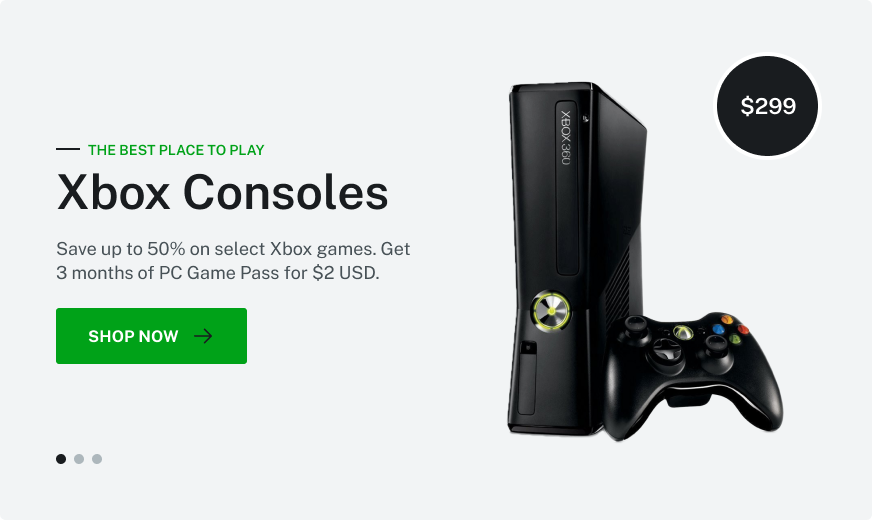 THE BEST PLACE TO PLAY
Xbox Consoles
Save up to 50% on select Xbox games. Get
3 months of PC Game Pass for $2 USD.
SHOP NOW
XBOX 360
$299